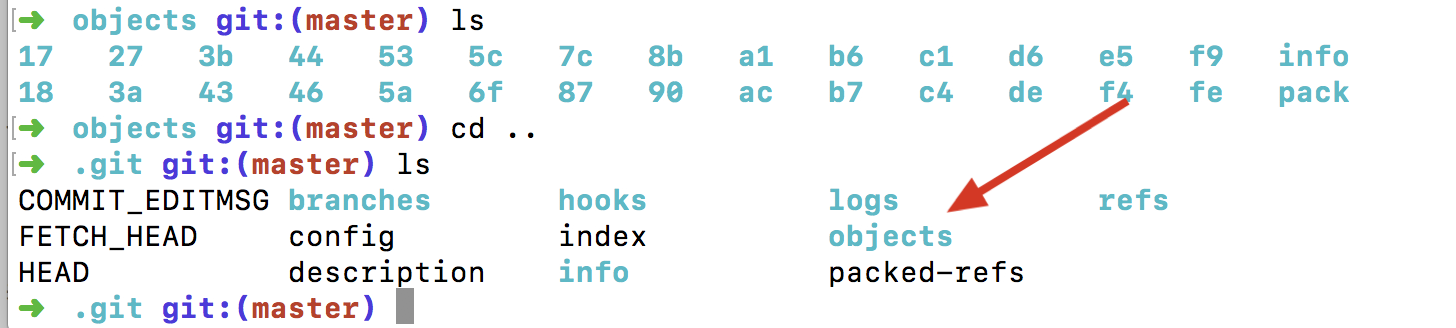 ➜ objects git:(master) ls
17 27 3b 44 53 5c 7c 8b a1 b6 c1 d6 e5 f9 info
18 3a 43 46 5a 6f 87 90 ac b7 c4 de f4 fe pack
➜ objects git:(master) cd ..
➜ .git git:(master) ls
COMMIT_EDITMSG branches hooks logs refs
FETCH_HEAD config index objects
HEAD description info packed-refs
➜ .git git:(master)